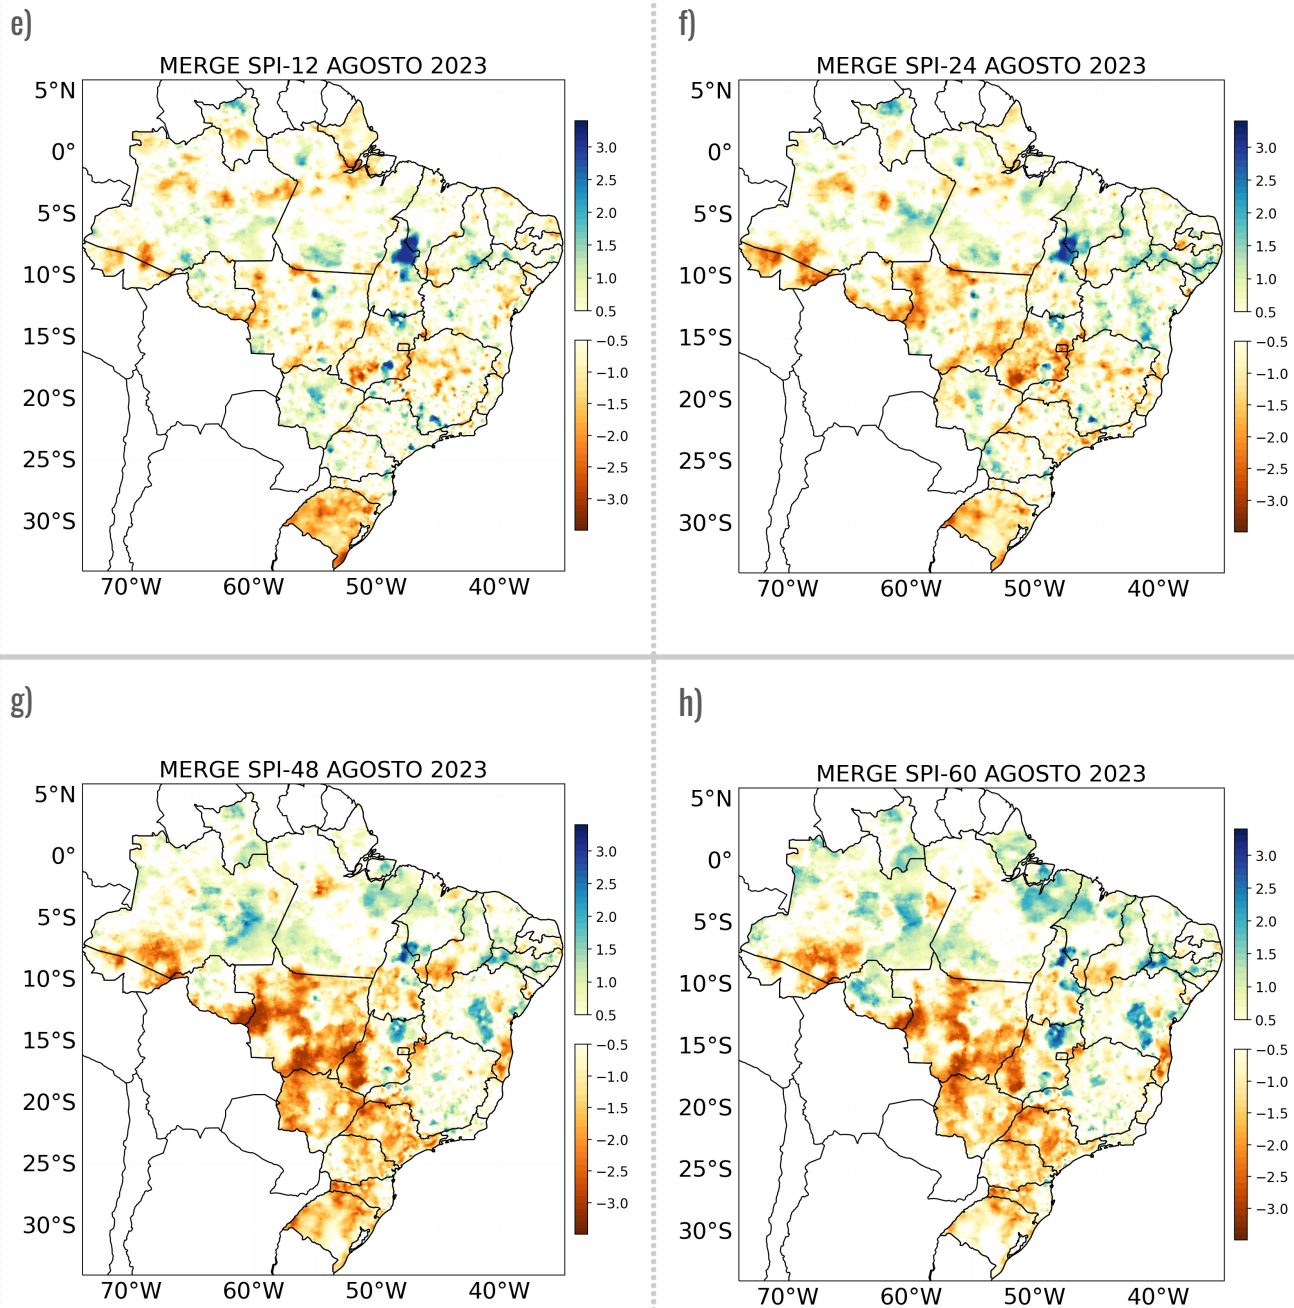 e)
MERGE SPI-12 AGOSTO 2023
5°N
0°
5°S
10°S
15°S
20°S
25°S
30°S
70°W 60°W 50°W 40°W
3.0
2.5
2.0
1.5
1.0
0.5
−0.5
−1.0
−1.5
−2.0
−2.5
−3.0
f)
MERGE SPI-24 AGOSTO 2023
5°N
0°
5°S
10°S
15°S
20°S
25°S
30°S
70°W 60°W 50°W 40°W
3.0
2.5
2.0
1.5
1.0
0.5
−0.5
−1.0
−1.5
−2.0
−2.5
−3.0
g)
MERGE SPI-48 AGOSTO 2023
5°N
0°
5°S
10°S
15°S
20°S
25°S
30°S
70°W 60°W 50°W 40°W
3.0
2.5
2.0
1.5
1.0
0.5
−0.5
−1.0
−1.5
−2.0
−2.5
−3.0
h)
MERGE SPI-60 AGOSTO 2023
5°N
0°
5°S
10°S
15°S
20°S
25°S
30°S
70°W 60°W 50°W 40°W
3.0
2.5
2.0
1.5
1.0
0.5
−0.5
−1.0
−1.5
−2.0
−2.5
−3.0